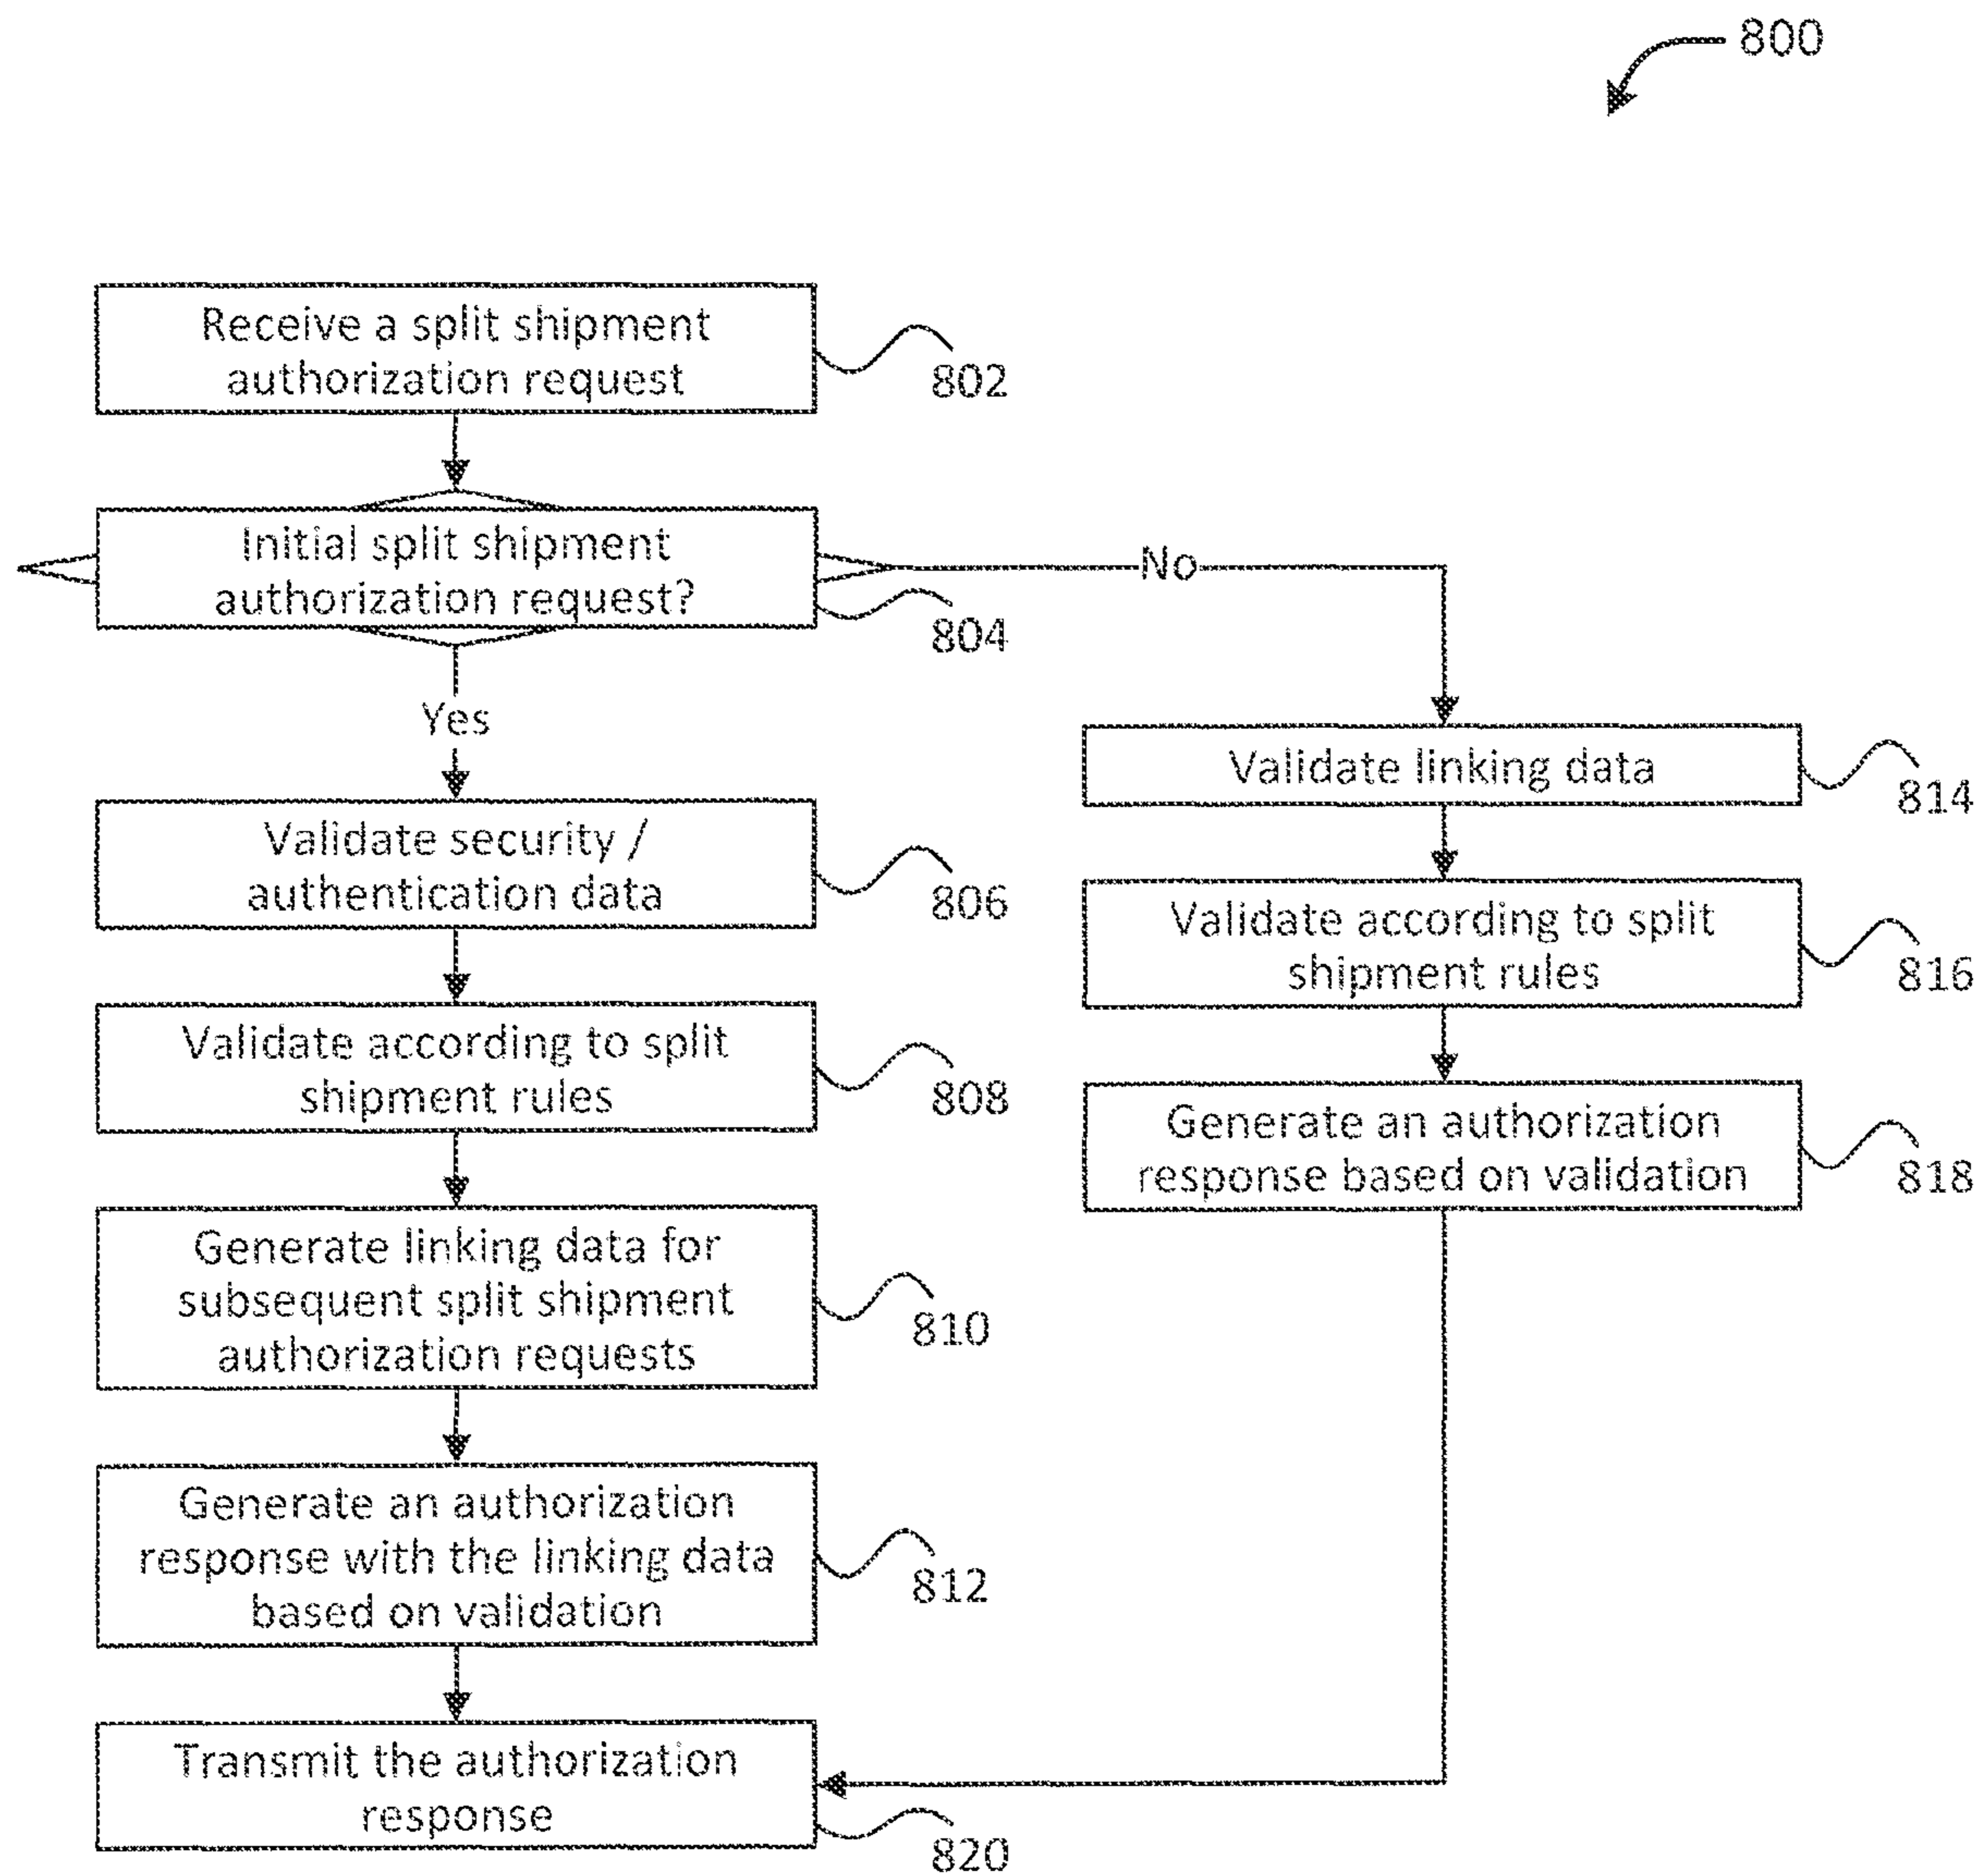 800
Receive a split shipment
authorization request
802
Initial split shipment
authorization request?
804
No
Yes
Validate security /
authentication data
806
Validate according to split
shipment rules
808
Generate linking data for
subsequent split shipment
authorization requests
810
Generate an authorization
response with the linking data
based on validation
812
Validate linking data
814
Validate according to split
shipment rules
816
Generate an authorization
response based on validation
818
Transmit the authorization
response
820